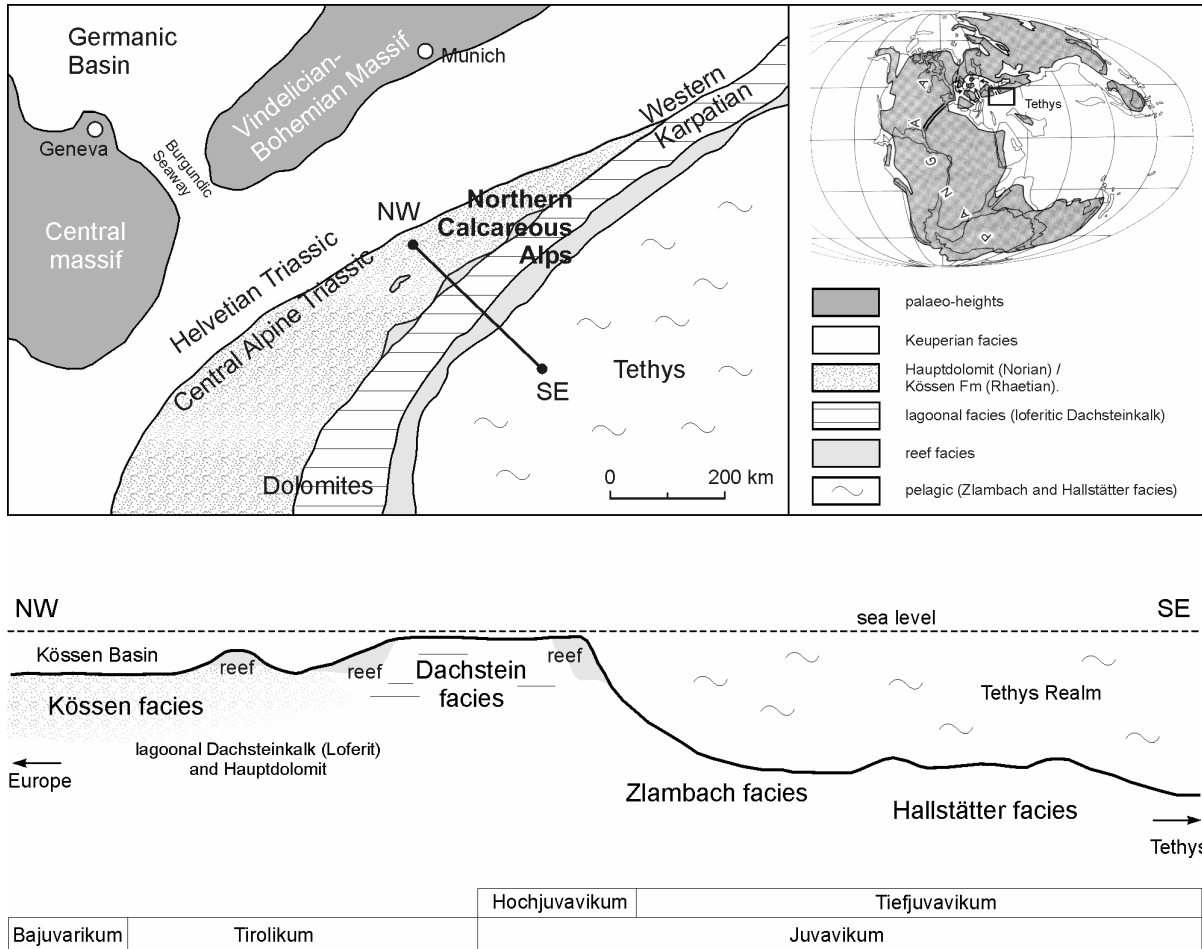 Germanic
Basin
Vindelician-
Bohemian Massif
Munich
Geneva
Burgundic
Seaway
Central
massif
Western
Karpatian
NW
Northern
Calcareous
Alps
Helvetian Triassic
Central Alpine Triassic
SE
Tethys
Dolomites
0 200 km
Tethys
P A N G A A
palaeo-heights
Keuperian facies
Hauptdolomit (Norian) /
Kössen Fm (Rhaetian).
lagoonal facies (loferitic Dachsteinkalk)
reef facies
pelagic (Zlambach and Hallstätter facies)
NW
SE
sea level
Kössen Basin
reef
reef
reef
Dachstein
facies
Kössen facies
Tethys Realm
lagoonal Dachsteinkalk (Loferit)
and Hauptdolomit
Europe
Zlambach facies
Hallstätter facies
Tethys
Hochjuvavikum Tiefjuvavikum
Bajuvarikum Tirolikum Juvavikum